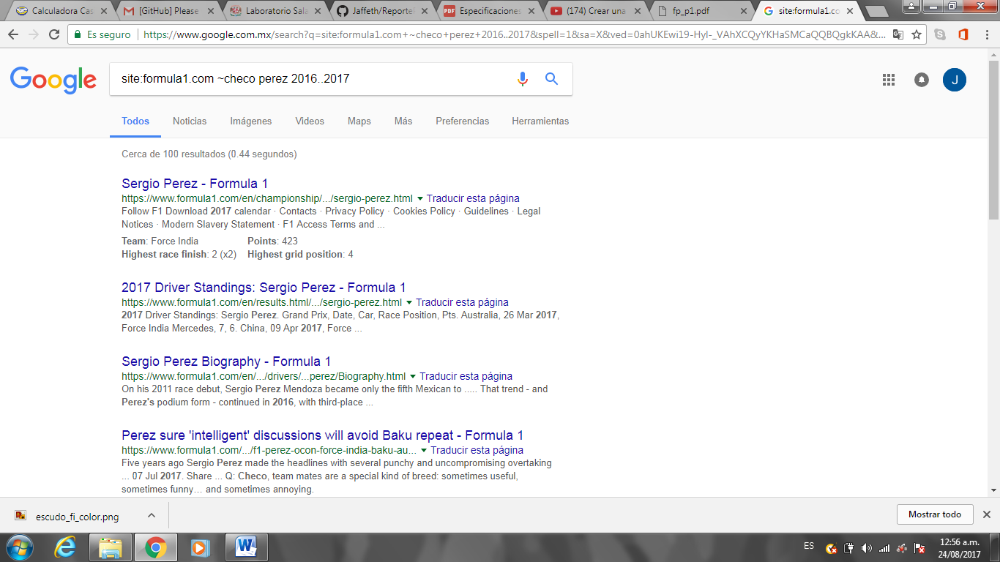 Calculadora Cas
[GitHub] Please
Laboratorio Sala
Jaffeth/Reportel
Especificaciones
(174) Crear una
fp_p1.pdf
site:formula1.co
Es seguro
https://www.google.com.mx/search?q=site:formula1.com+~checo+perez+2016..2017&spell=1&sa=X&ved=0ahUKEwi19-Hyl-_VAhXCQyYKHaSMCaQQBQgkKAA&...
Google
site:formula1.com ~checo perez 2016..2017
J
Todos Noticias Imágenes Videos Maps Más Preferencias Herramientas
Cerca de 100 resultados (0.44 segundos)
Sergio Perez - Formula 1
https://www.formula1.com/en/championship/.../sergio-perez.html Traducir esta página
Follow F1 Download 2017 calendar · Contacts · Privacy Policy · Cookies Policy · Guidelines · Legal
Notices · Modern Slavery Statement · F1 Access Terms and ...
Team: Force India Points: 423
Highest race finish: 2 (x2) Highest grid position: 4
2017 Driver Standings: Sergio Perez - Formula 1
https://www.formula1.com/en/results.html/.../sergio-perez.html Traducir esta página
2017 Driver Standings: Sergio Perez. Grand Prix, Date, Car, Race Position, Pts. Australia, 26 Mar 2017,
Force India Mercedes, 7, 6. China, 09 Apr 2017, Force ...
Sergio Perez Biography - Formula 1
https://www.formula1.com/en/.../drivers/...perez/Biography.html Traducir esta página
On his 2011 race debut, Sergio Perez Mendoza became only the fifth Mexican to ..... That trend - and
Perez's podium form - continued in 2016, with third-place ...
Perez sure 'intelligent' discussions will avoid Baku repeat - Formula 1
https://www.formula1.com/.../f1-perez-ocon-force-india-baku-au... Traducir esta página
Five years ago Sergio Perez made the headlines with several punchy and uncompromising overtaking
... 07 Jul 2017. Share ... Q: Checo, team mates are a special kind of breed: sometimes useful,
sometimes funny… and sometimes annoying.
escudo_fi_color.png
Mostrar todo
ES
12:56 a.m.
24/08/2017